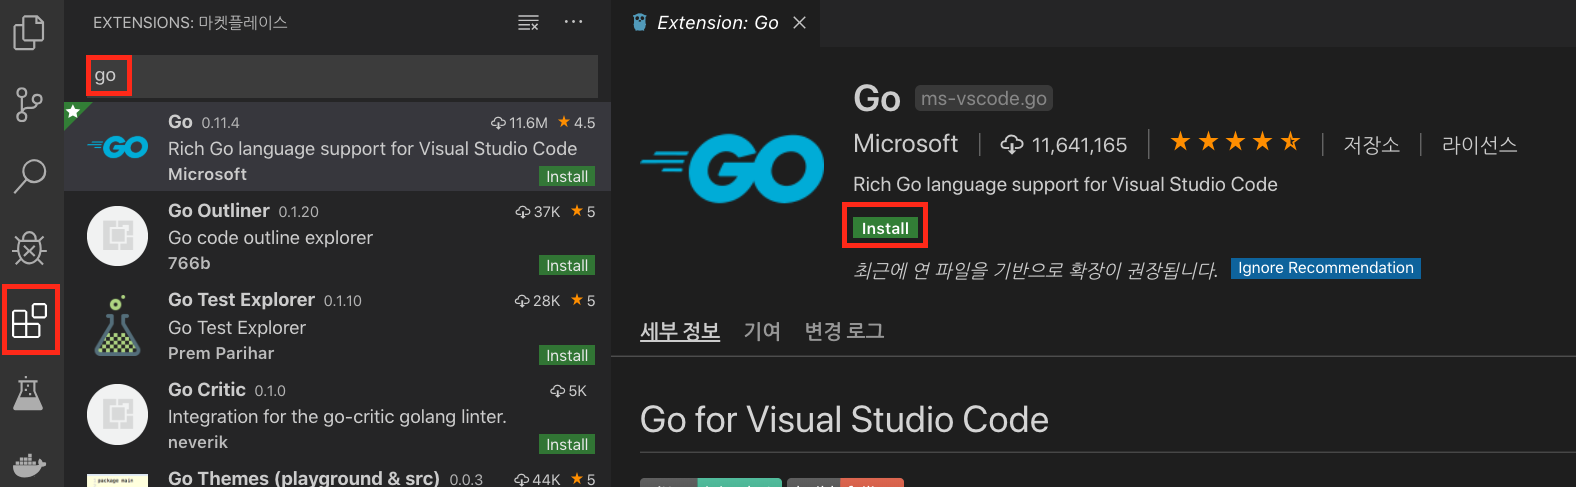 EXTENSIONS: 마켓플레이스
go
Go 0.11.4 11.6M 4.5
Rich Go language support for Visual Studio Code
Microsoft Install
Go Outliner 0.1.20 37K 5
Go code outline explorer
766b Install
Go Test Explorer 0.1.10 28K 5
Go Test Explorer
Prem Parihar Install
Go Critic 0.1.0 5K
Integration for the go-critic golang linter.
neverik Install
package main
Go Themes (playground & src) 0.0.3 44K 5
Extension: Go
GO
Go ms-vscode.go
Microsoft 11,641,165 저장소 라이선스
Rich Go language support for Visual Studio Code
Install
최근에 연 파일을 기반으로 확장이 권장됩니다. Ignore Recommendation
세부 정보 기여 변경 로그
Go for Visual Studio Code